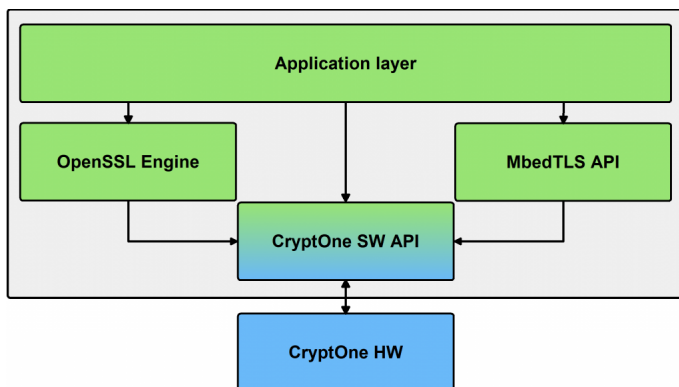 Application layer
OpenSSL Engine
MbedTLS API
CryptOne SW API
CryptOne HW